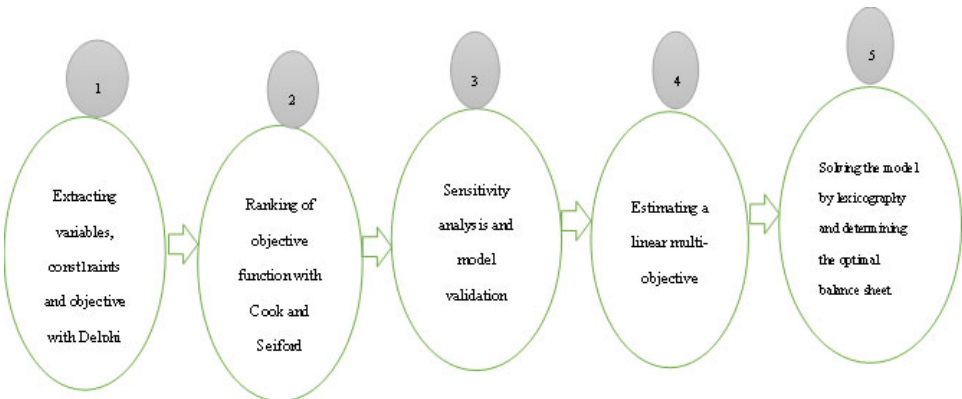 1
Extracting
variables,
const1raints
and objective
with Delphi
2
Ranking of
objective
function with
Cook and
Seiford
3
Sensitivity
analysis and
model
validation
4
Estimating a
linear multi-
objective
5
Solving the model
by lexicography
and determining
the optimal
balance sheet